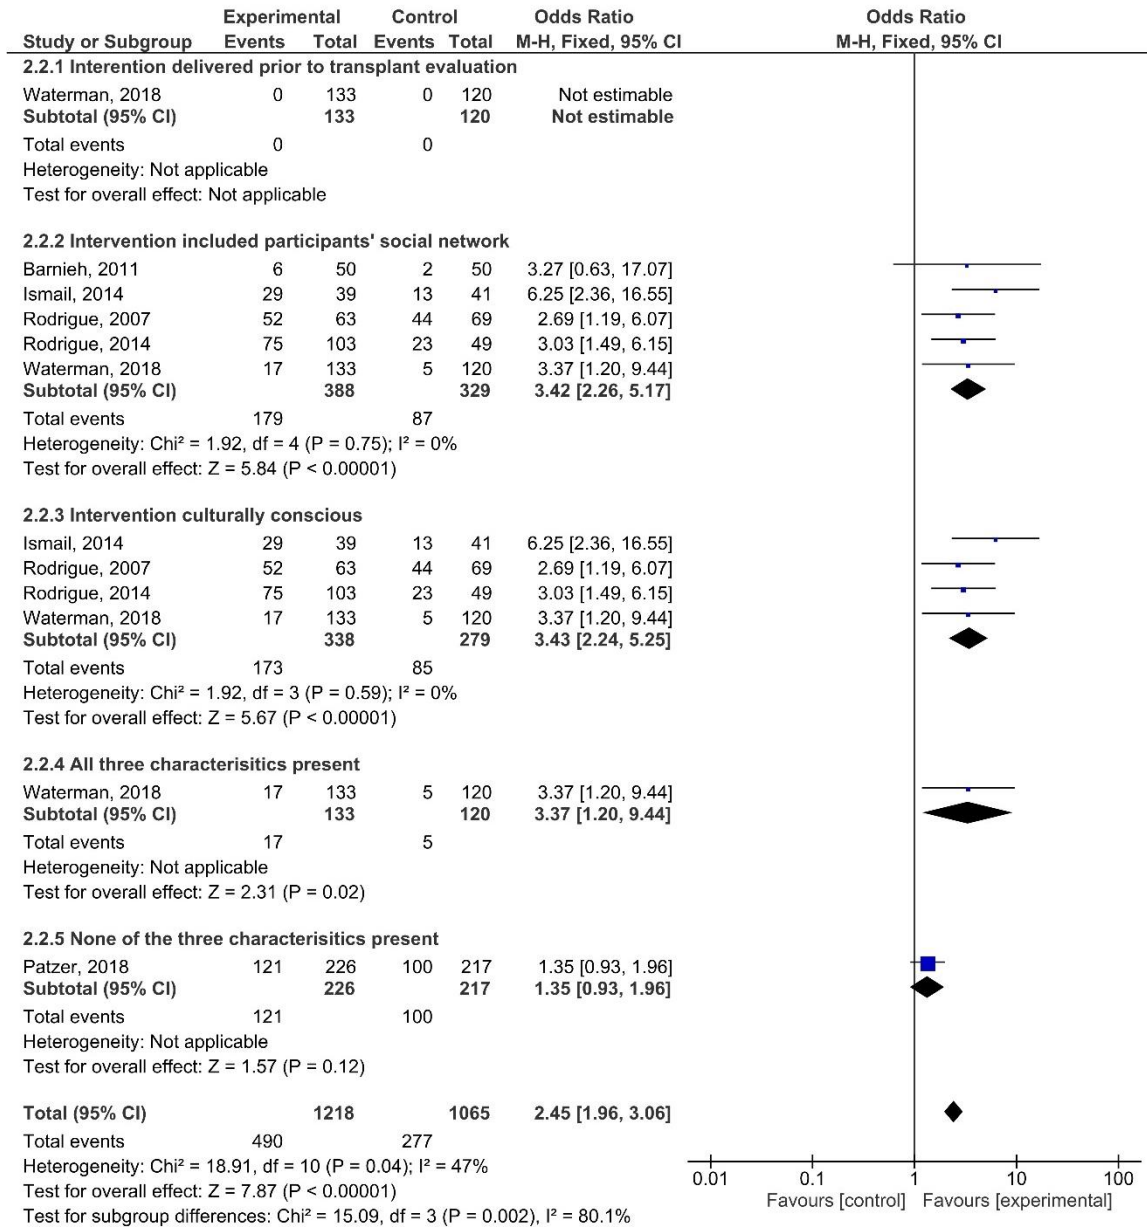 Experimental Control Odds Ratio Odds Ratio
Study or Subgroup Events Total Events Total M-H, Fixed, 95% CI M-H, Fixed, 95% CI
2.2.1 Interention delivered prior to transplant evaluation
Waterman, 2018 0 133 0 120 Not estimable
Subtotal (95% CI) 133 120 Not estimable
Total events 0 0
Heterogeneity: Not applicable
Test for overall effect: Not applicable
2.2.2 Intervention included participants' social network
Barnieh, 2011 6 50 2 50 3.27 [0.63, 17.07]
Ismail, 2014 29 39 13 41 6.25 [2.36, 16.55]
Rodrigue, 2007 52 63 44 69 2.69 [1.19, 6.07]
Rodrigue, 2014 75 103 23 49 3.03 [1.49, 6.15]
Waterman, 2018 17 133 5 120 3.37 [1.20, 9.44]
Subtotal (95% CI) 388 329 3.42 [2.26, 5.17]
Total events 179 87
Heterogeneity: Chi² = 1.92, df = 4 (P = 0.75); I² = 0%
Test for overall effect: Z = 5.84 (P < 0.00001)
2.2.3 Intervention culturally conscious
Ismail, 2014 29 39 13 41 6.25 [2.36, 16.55]
Rodrigue, 2007 52 63 44 69 2.69 [1.19, 6.07]
Rodrigue, 2014 75 103 23 49 3.03 [1.49, 6.15]
Waterman, 2018 17 133 5 120 3.37 [1.20, 9.44]
Subtotal (95% CI) 338 279 3.43 [2.24, 5.25]
Total events 173 85
Heterogeneity: Chi² = 1.92, df = 3 (P = 0.59); I² = 0%
Test for overall effect: Z = 5.67 (P < 0.00001)
2.2.4 All three characterisitics present
Waterman, 2018 17 133 5 120 3.37 [1.20, 9.44]
Subtotal (95% CI) 133 120 3.37 [1.20, 9.44]
Total events 17 5
Heterogeneity: Not applicable
Test for overall effect: Z = 2.31 (P = 0.02)
2.2.5 None of the three characterisitics present
Patzer, 2018 121 226 100 217 1.35 [0.93, 1.96]
Subtotal (95% CI) 226 217 1.35 [0.93, 1.96]
Total events 121 100
Heterogeneity: Not applicable
Test for overall effect: Z = 1.57 (P = 0.12)
Total (95% CI) 1218 1065 2.45 [1.96, 3.06]
Total events 490 277
Heterogeneity: Chi² = 18.91, df = 10 (P = 0.04); I² = 47%
Test for overall effect: Z = 7.87 (P < 0.00001)
Test for subgroup differences: Chi² = 15.09, df = 3 (P = 0.002), I² = 80.1%
0.01 0.1 1 10 100
Favours [control] Favours [experimental]